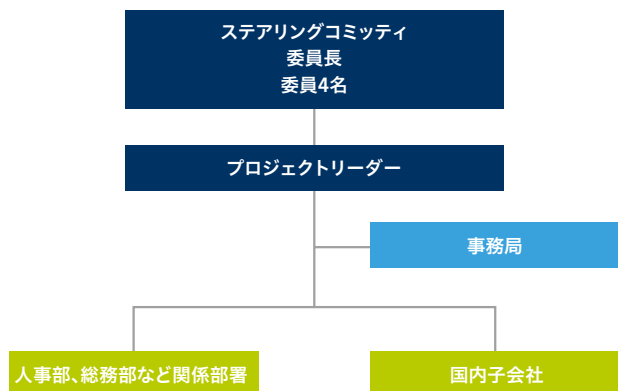 ステアリングコミッティ
委員長
委員4名
プロジェクトリーダー
事務局
人事部、総務部など関係部署
国内子会社